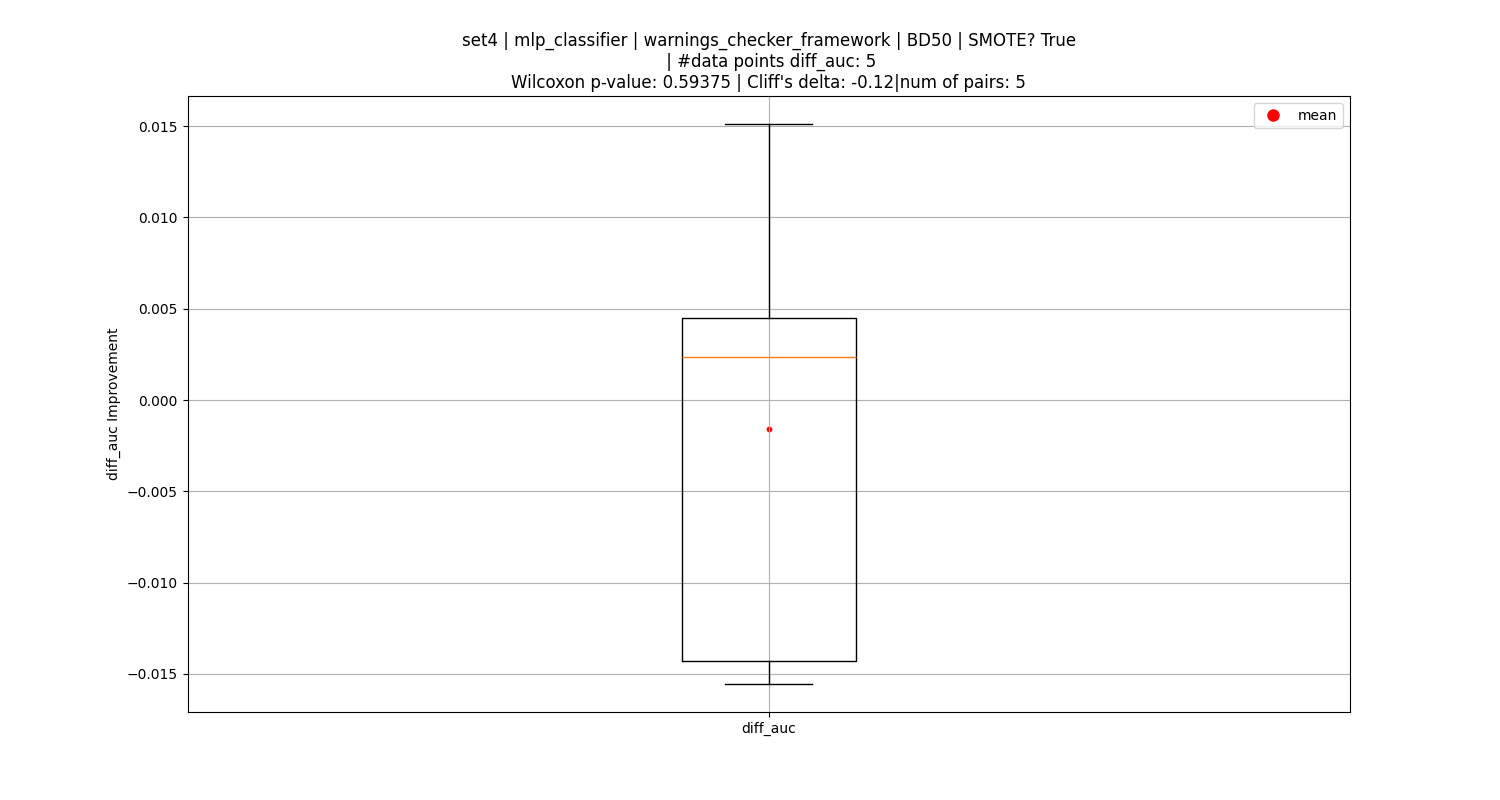 set4 | mlp_classifier | warnings_checker_framework | BD50 | SMOTE? True
| #data points diff_auc: 5
Wilcoxon p-value: 0.59375 | Cliff's delta: -0.12|num of pairs: 5
mean
0.015
0.010
0.005
0.000
−0.005
−0.010
−0.015
diff_auc Improvement
diff_auc